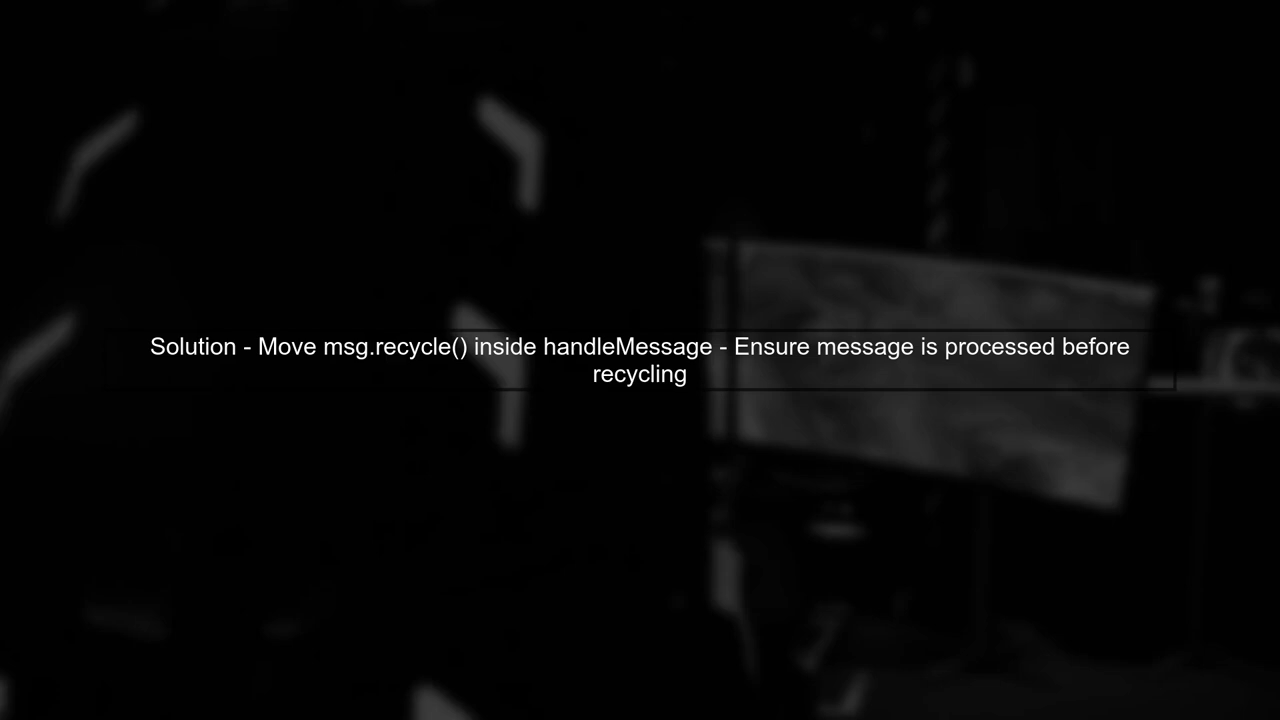 Solution - Move msg.recycle() inside handleMessage - Ensure message is processed before
recycling